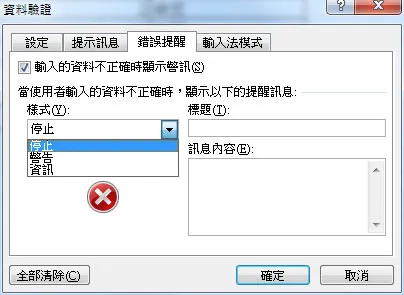 資料驗證
設定
提示訊息
錯誤提醒
輸入法模式
輸入的資料不正確時顯示警訊(S)
當使用者輸入的資料不正確時，顯示以下的提醒訊息:
樣式(Y):
標題(T):
停止
停止
警告
資訊
訊息內容(E):
全部清除(C)
確定
取消